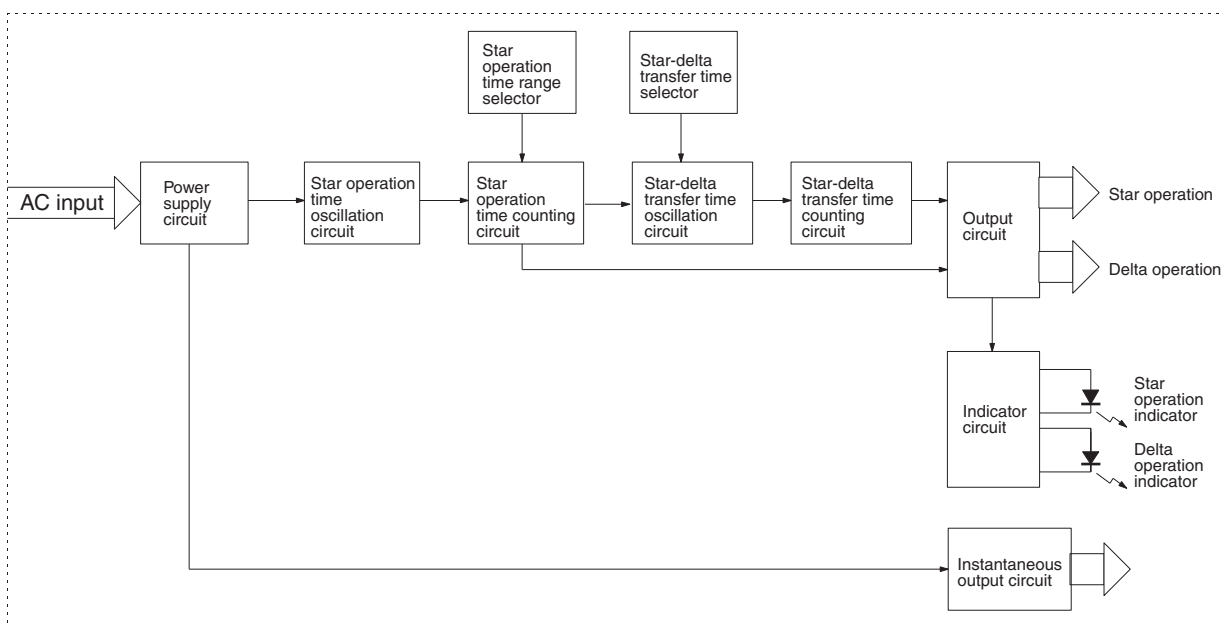 Star
operation
time range
selector
Star-delta
transfer time
selector
AC input
Power
supply
circuit
Star operation
time
oscillation
circuit
Star
operation
time counting
circuit
Star-delta
transfer time
oscillation
circuit
Star-delta
transfer time
counting
circuit
Output
circuit
Star operation
Delta operation
Indicator
circuit
Star
operation
indicator
Delta
operation
indicator
Instantaneous
output circuit